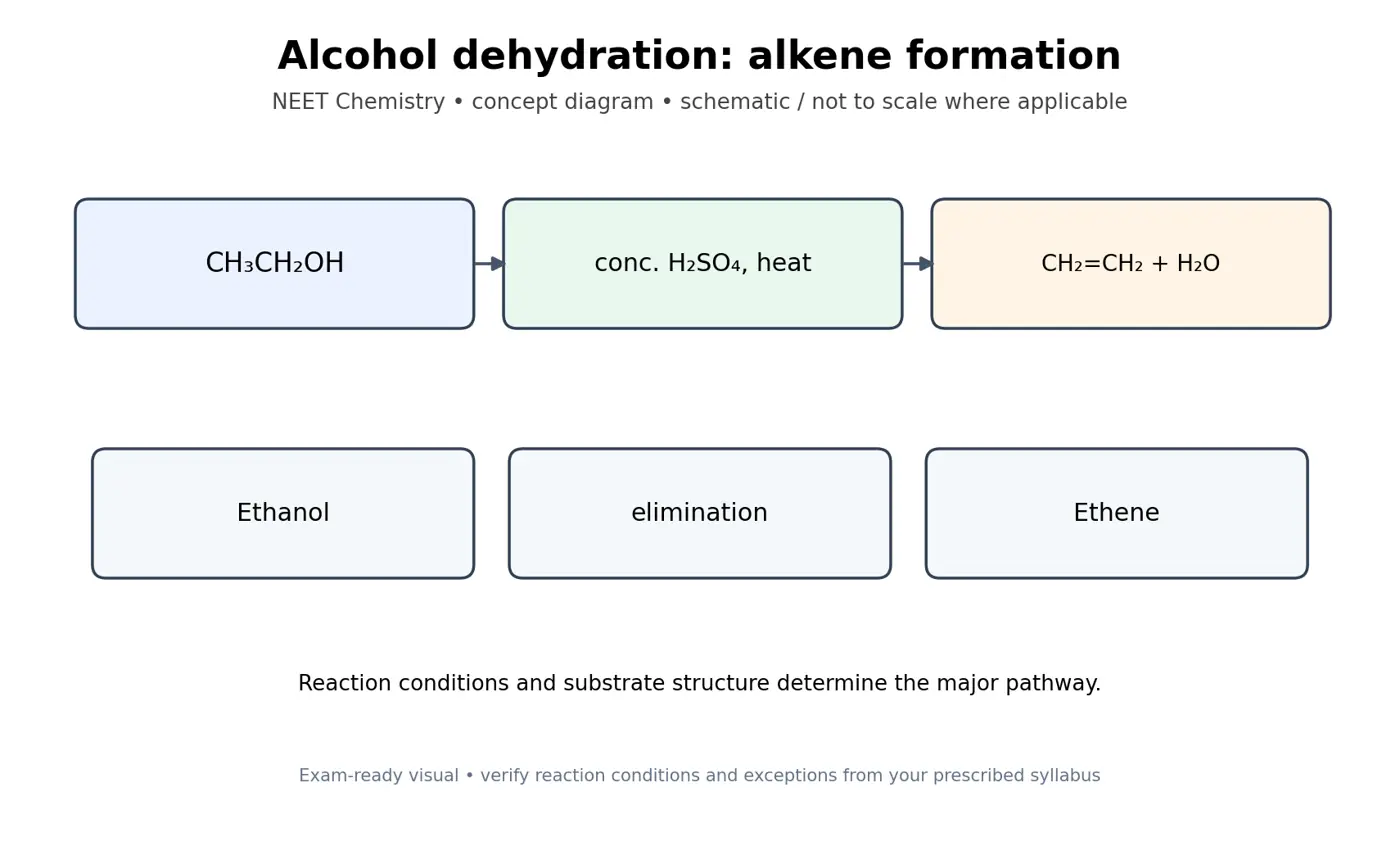 Alcohol dehydration: alkene formation
NEET Chemistry • concept diagram • schematic / not to scale where applicable
CH₃CH₂OH
conc. H₂SO₄, heat
CH₂=CH₂ + H₂O
Ethanol
elimination
Ethene
Reaction conditions and substrate structure determine the major pathway.
Exam-ready visual • verify reaction conditions and exceptions from your prescribed syllabus